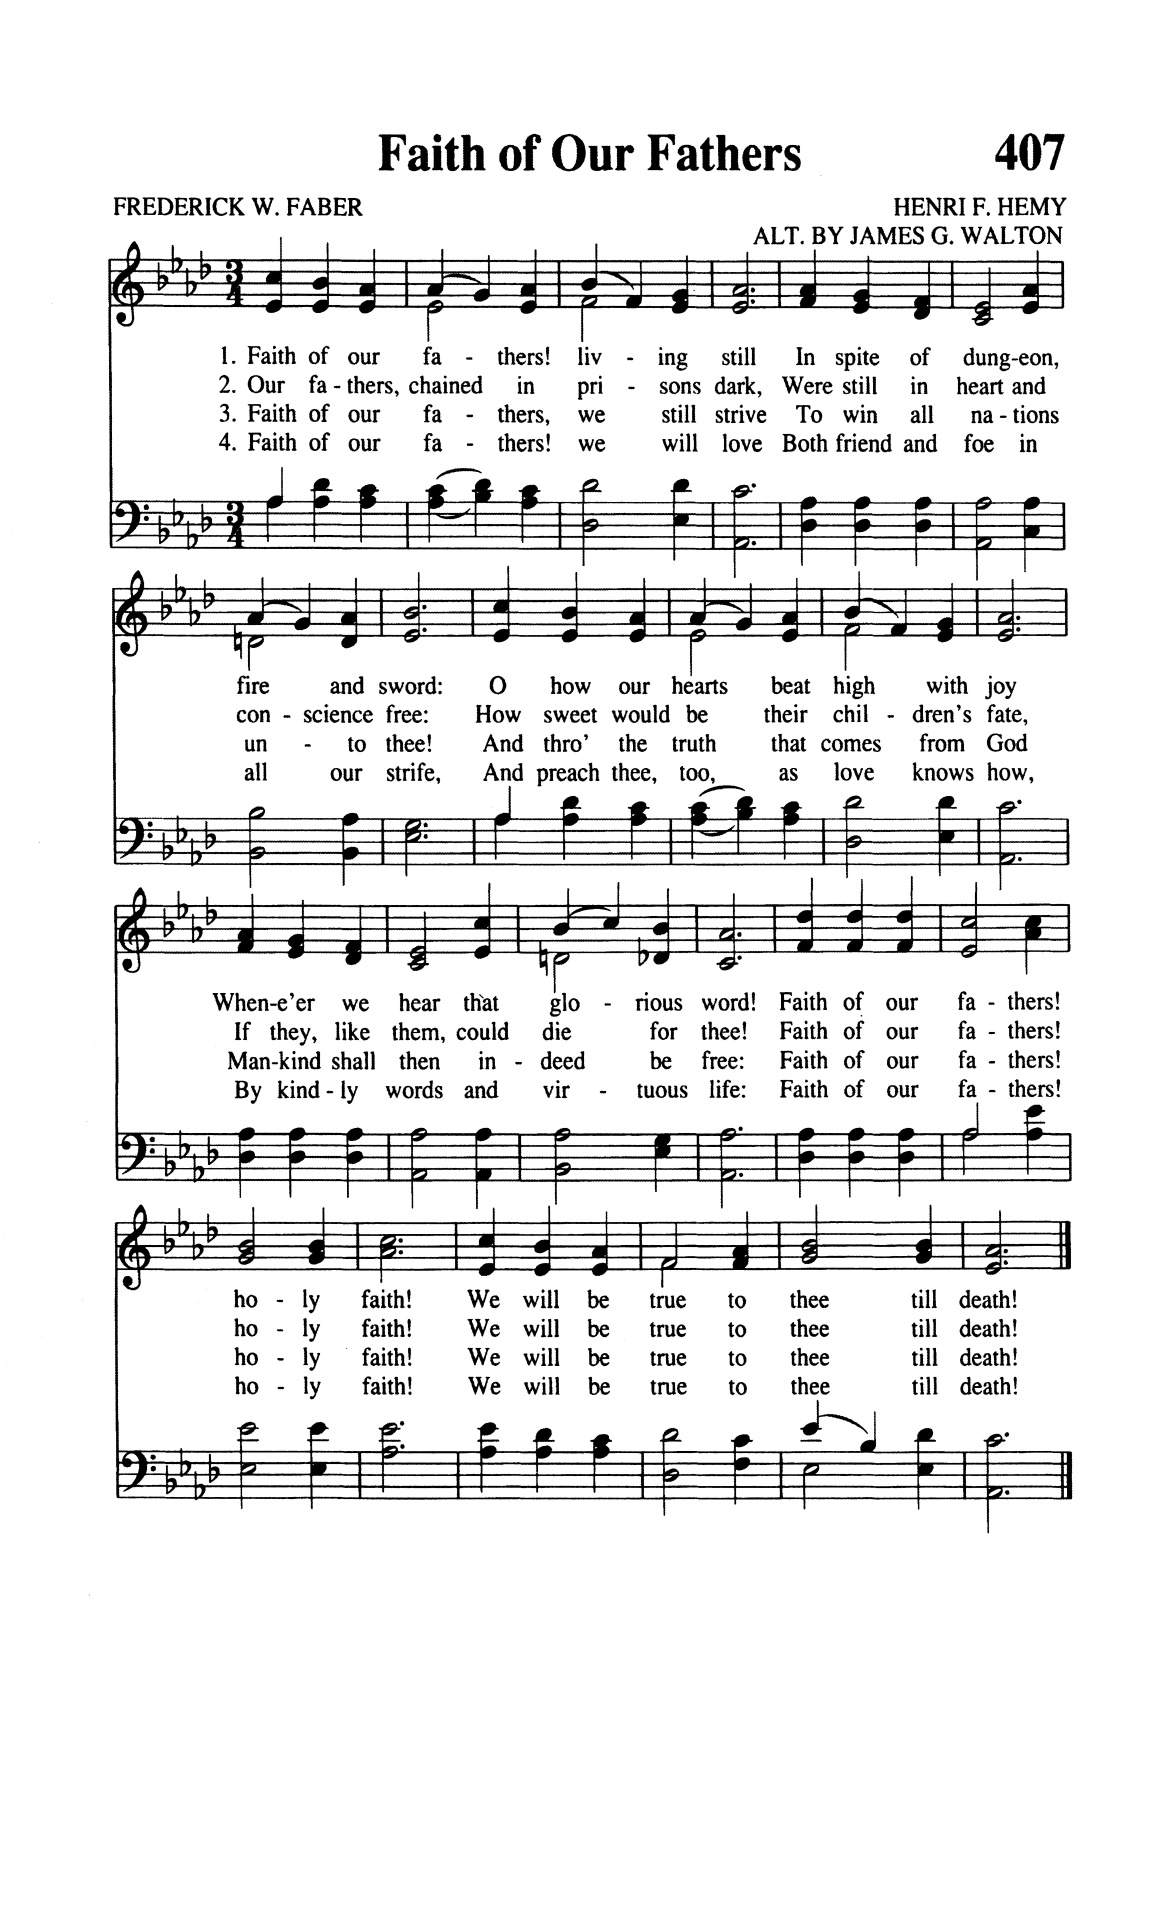 Faith of Our Fathers 407
FREDERICK W. FABER HENRI F. HEMY
ALT. BY JAMES G. WALTON
1. Faith of our fa - thers! liv - ing still In spite of dung-eon,
2. Our fa - thers, chained in pri - sons dark, Were still in heart and
3. Faith of our fa - thers, we still strive To win all na - tions
4. Faith of our fa - thers! we will love Both friend and foe in
fire and sword: O how our hearts beat high with joy
con - science free: How sweet would be their chil - dren's fate,
un - to thee! And thro' the truth that comes from God
all our strife, And preach thee, too, as love knows how,
When-e'er we hear that glo - rious word! Faith of our fa - thers!
If they, like them, could die for thee! Faith of our fa - thers!
Man-kind shall then in - deed be free: Faith of our fa - thers!
By kind - ly words and vir - tuous life: Faith of our fa - thers!
ho - ly faith! We will be true to thee till death!
ho - ly faith! We will be true to thee till death!
ho - ly faith! We will be true to thee till death!
ho - ly faith! We will be true to thee till death!